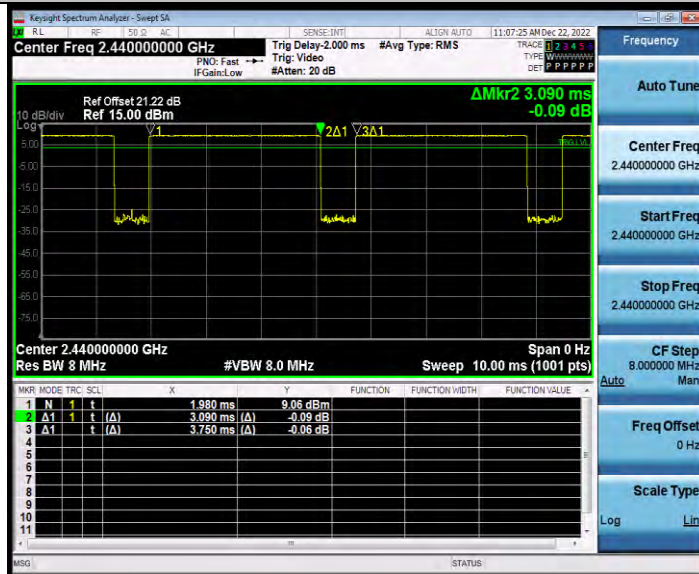 Keysight Spectrum Analyzer - Swept SA
RL RF 50 Ω AC SENSE:INT ALIGN AUTO 11:07:25 AM Dec 22, 2022
Center Freq 2.440000000 GHz
PNO: Fast
IFGain:Low
Trig Delay-2.000 ms
Trig: Video
#Atten: 20 dB
#Avg Type: RMS
TRACE 1 2 3 4 5 6
TYPE WWWWWW
DET P P P P P P
Ref Offset 21.22 dB
10 dB/div Ref 15.00 dBm
Log
ΔMkr2 3.090 ms
-0.09 dB
1
2Δ1
3Δ1
TRIG LVL
5.00
-5.00
-15.0
-25.0
-35.0
-45.0
-55.0
-65.0
-75.0
Center 2.440000000 GHz Span 0 Hz
Res BW 8 MHz #VBW 8.0 MHz Sweep 10.00 ms (1001 pts)
MKR MODE TRC SCL X Y FUNCTION FUNCTION WIDTH FUNCTION VALUE
1 N 1 t 1.980 ms 9.06 dBm
2 Δ1 1 t (Δ) 3.090 ms (Δ) -0.09 dB
3 Δ1 t (Δ) 3.750 ms (Δ) -0.06 dB
4
5
6
7
8
9
10
11
MSG STATUS
Frequency
Auto Tune
Center Freq
2.440000000 GHz
Start Freq
2.440000000 GHz
Stop Freq
2.440000000 GHz
CF Step
8.000000 MHz
Auto Man
Freq Offset
0 Hz
Scale Type
Log Lin